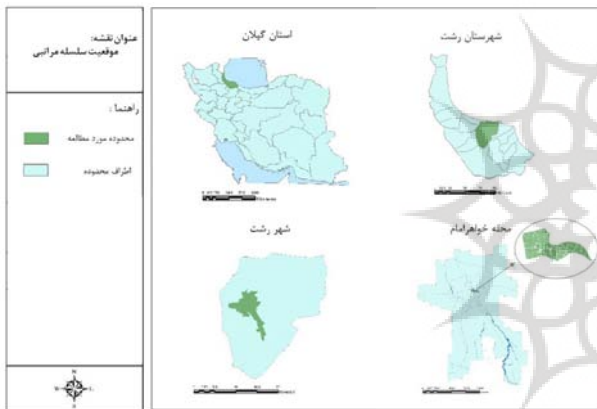 عنوان نقشه:
موقعیت سلسله مراتبی
راهنما :
محدوده مورد مطالعه
اطراف محدوده
استان گیلان
شهرستان رشت
شهر رشت
محله خواهرامام